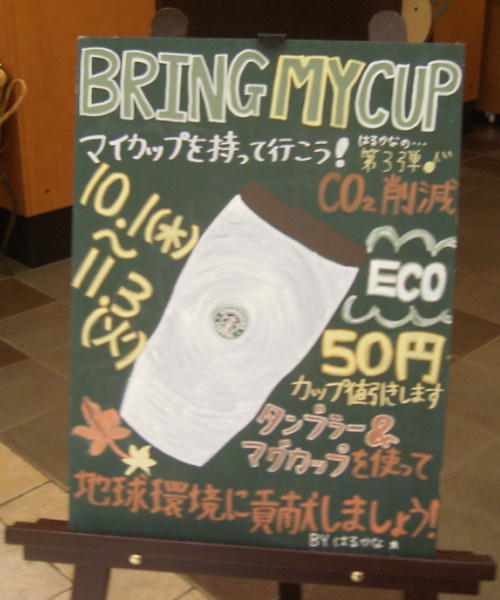 BRING MY CUP
マイカップを持って行こう!
はるかなの…
第3弾♪
CO₂削減
10.1(木)
〜
11.3
(火)
ECO
50円
カップ値引きします
タンブラー&
マグカップを使って
地球環境に貢献しましょう!
BY はるかな